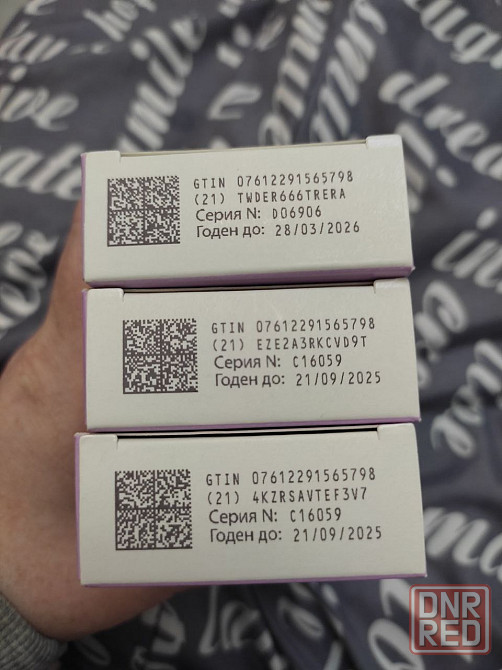 GTIN 07612291565798
(21) TWDER666TRERA
Серия N: D06906
Годен до: 28/03/2026
GTIN 07612291565798
(21) EZE2A3RKCVD9T
Серия N: C16059
Годен до: 21/09/2025
GTIN 07612291565798
(21) 4KZRSAVTEF3V7
Серия N: C16059
Годен до: 21/09/2025
DNR
RED
smile